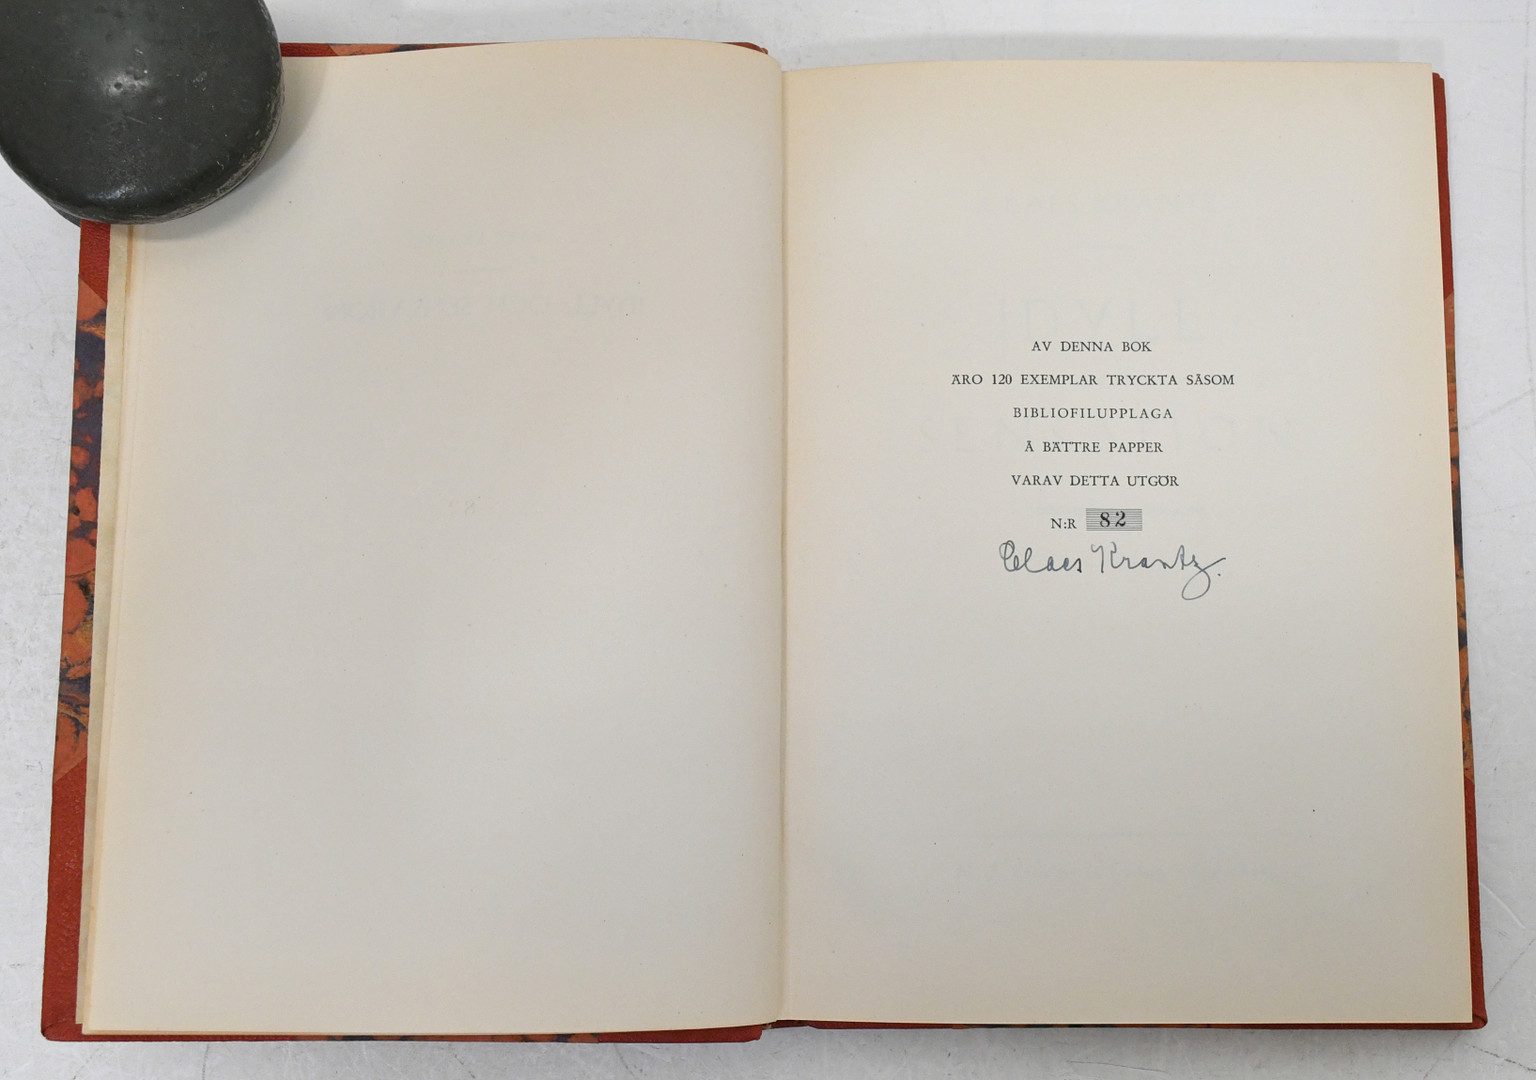 AV DENNA BOK
ÄRO 120 EXEMPLAR TRYCKTA SÅSOM
BIBLIOFILUPPLAGA
Å BÄTTRE PAPPER
VARAV DETTA UTGÖR
N:R 82
Claes Krantz.